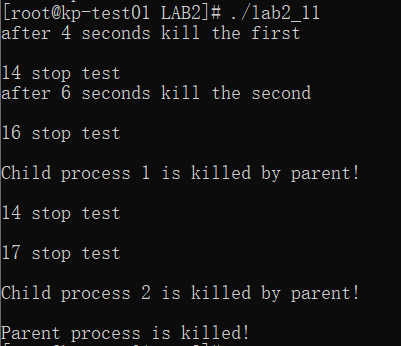 [root@kp-test01 LAB2]# ./lab2_11
after 4 seconds kill the first
14 stop test
after 6 seconds kill the second
16 stop test
Child process 1 is killed by parent!
14 stop test
17 stop test
Child process 2 is killed by parent!
Parent process is killed!